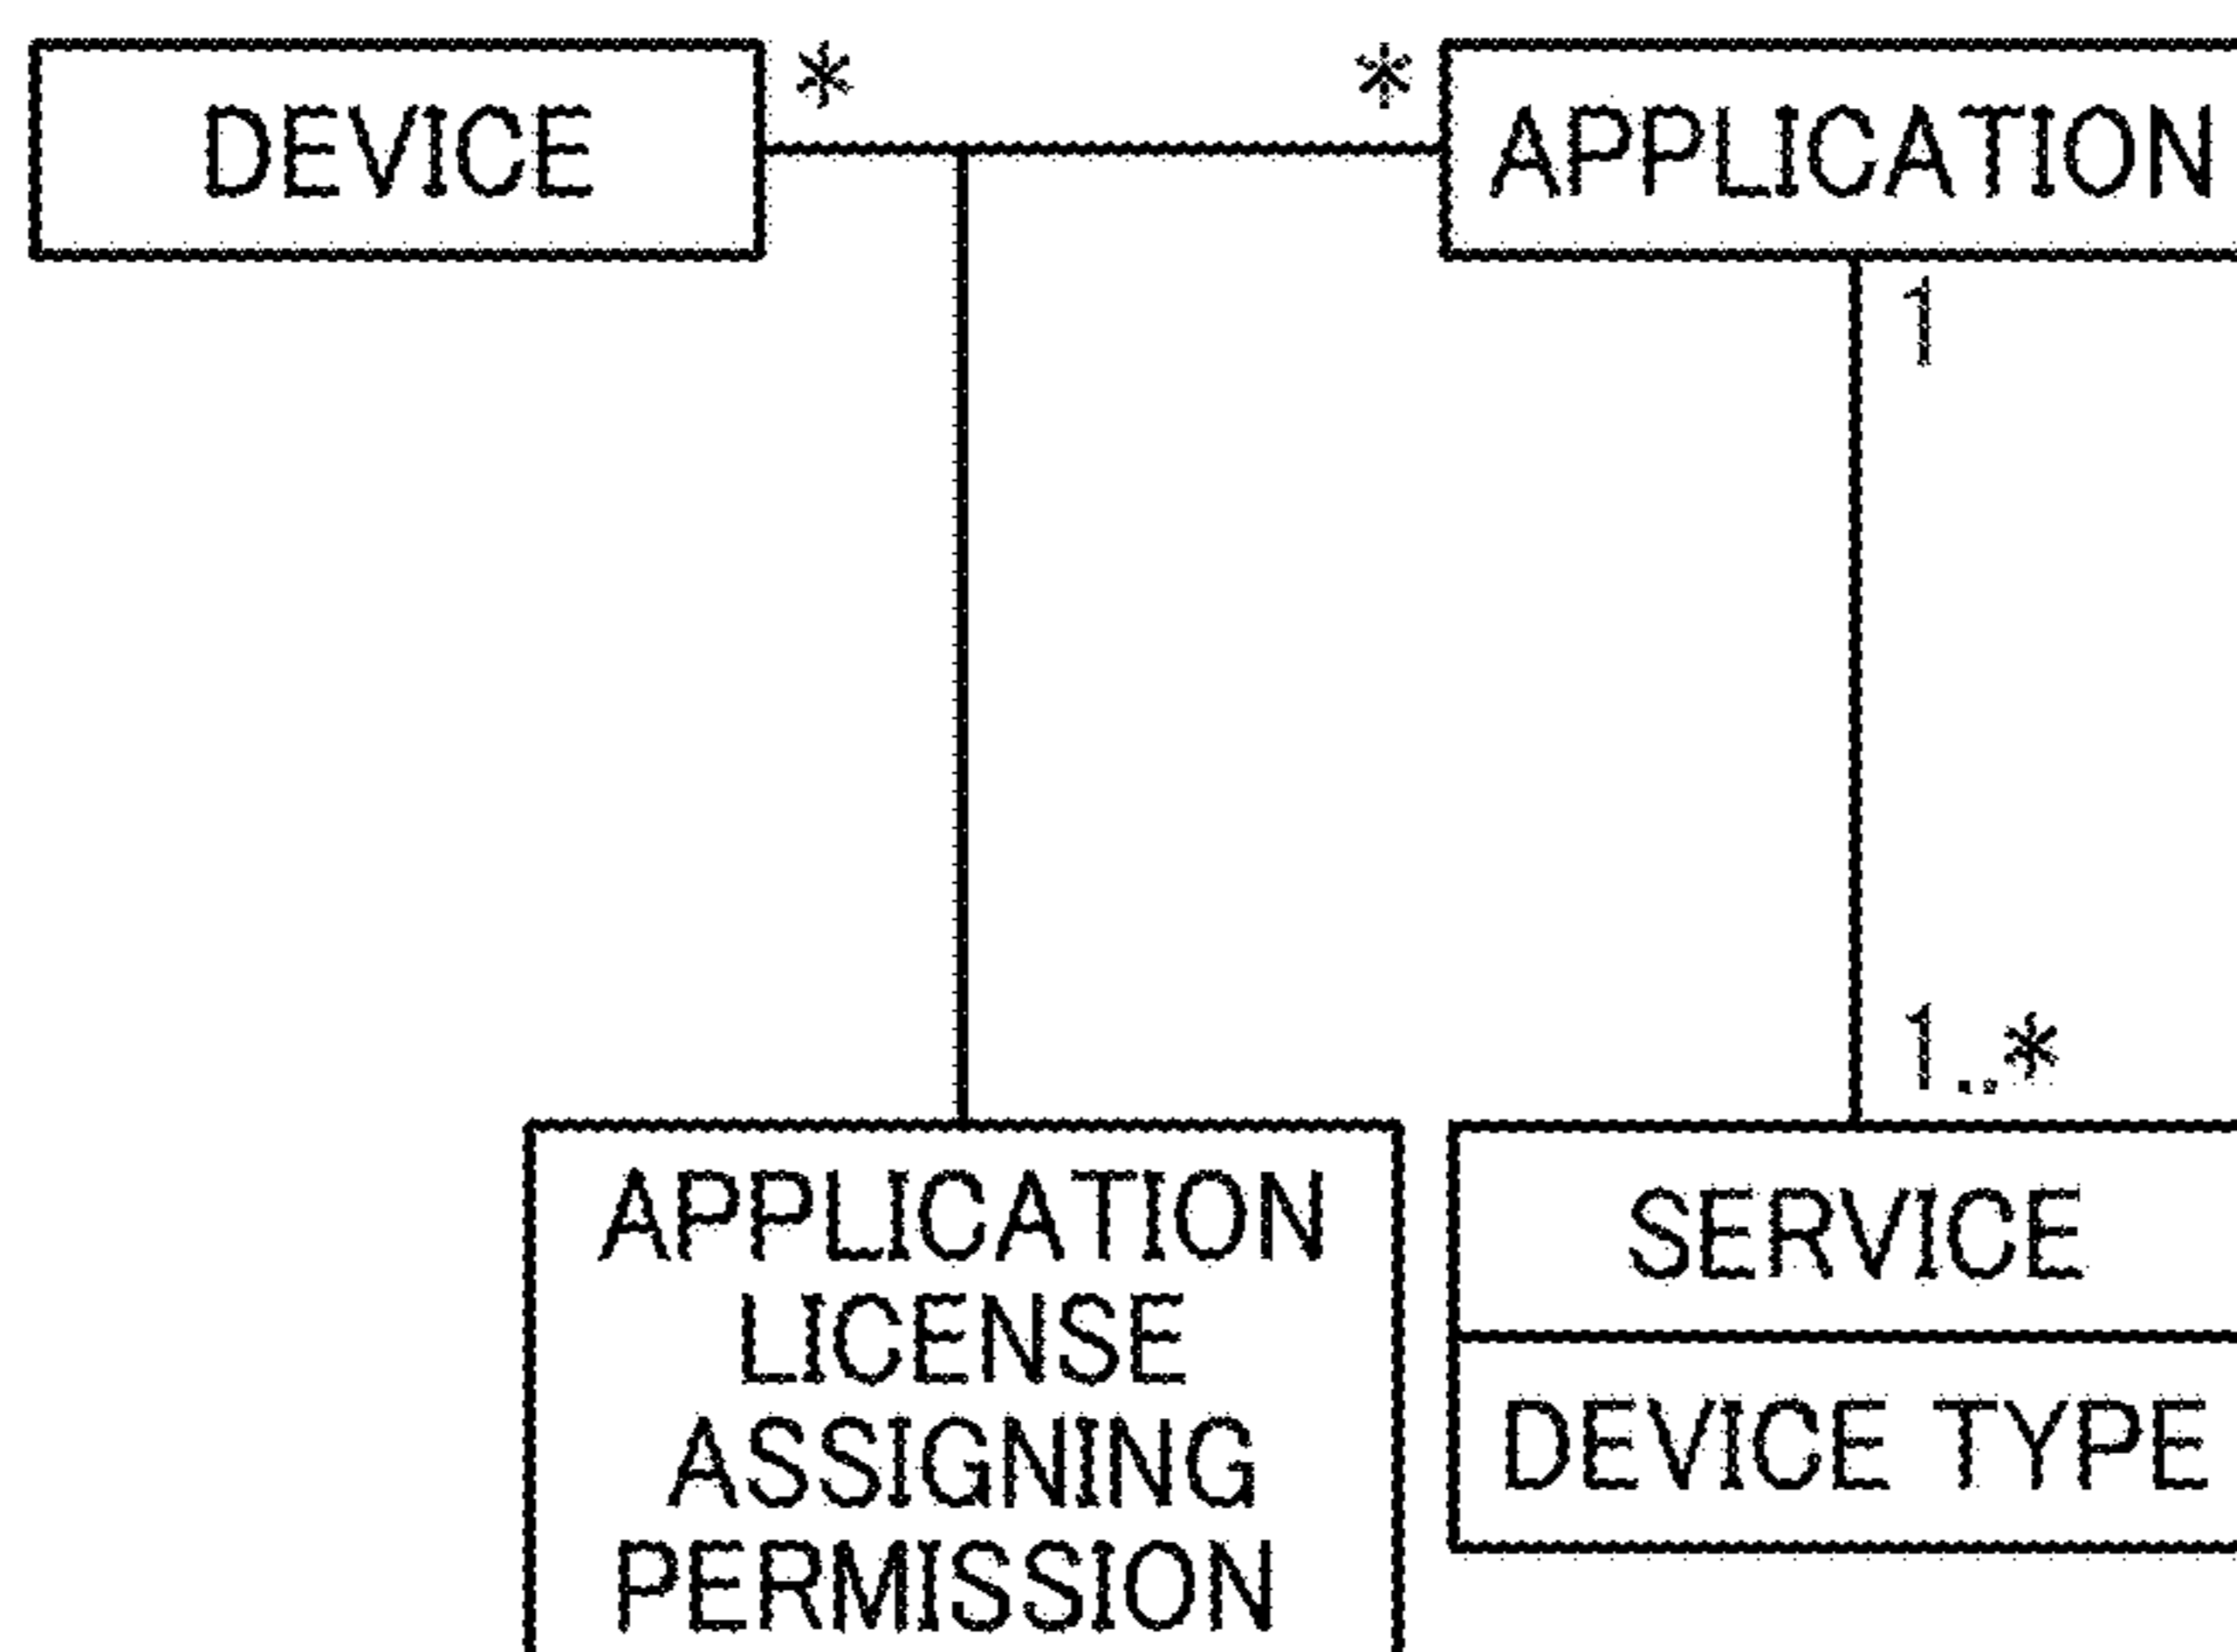 DEVICE
*
*
APPLICATION
1
1..*
APPLICATION
LICENSE
ASSIGNING
PERMISSION
SERVICE
DEVICE TYPE